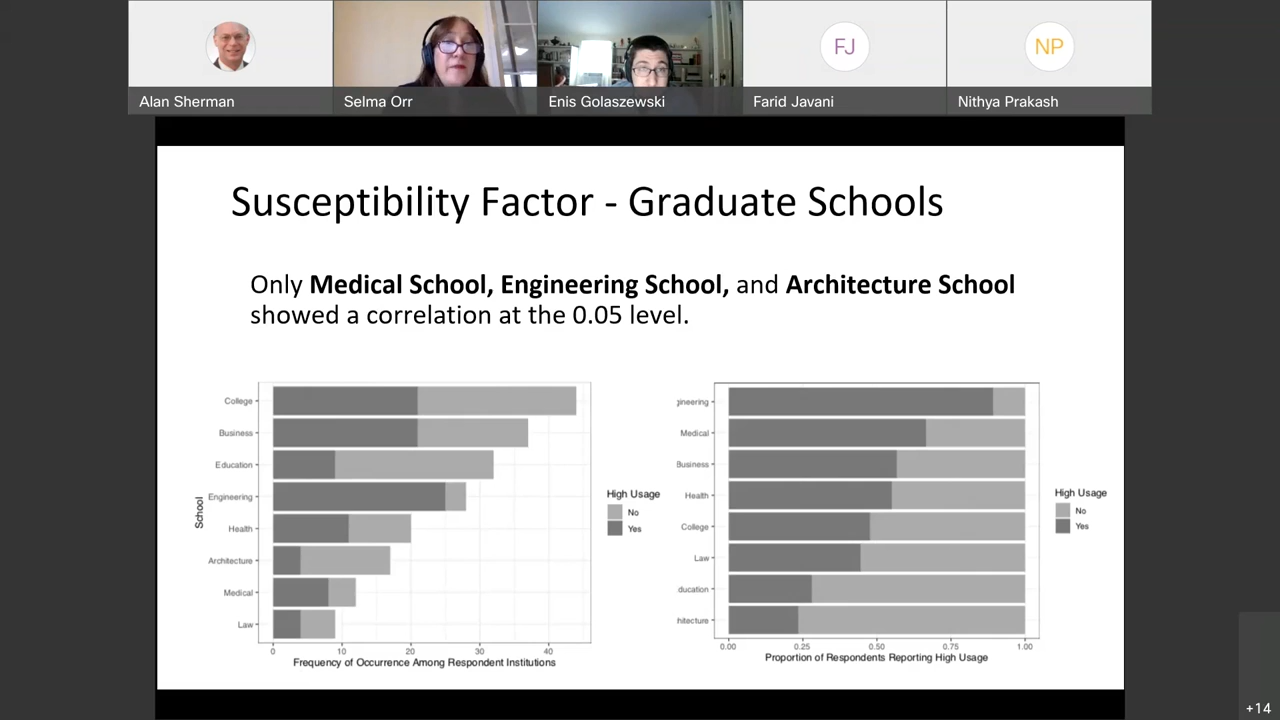 Alan Sherman
Selma Orr
Enis Golaszewski
FJ
Farid Javani
NP
Nithya Prakash
Susceptibility Factor - Graduate Schools
Only Medical School, Engineering School, and Architecture School
showed a correlation at the 0.05 level.
School
College
Business
Education
Engineering
Health
Architecture
Medical
Law
0 10 20 30 40
Frequency of Occurrence Among Respondent Institutions
High Usage
No
Yes
gineering
Medical
Business
Health
College
Law
ducation
hitecture
0.00 0.25 0.50 0.75 1.00
Proportion of Respondents Reporting High Usage
High Usage
No
Yes
+14